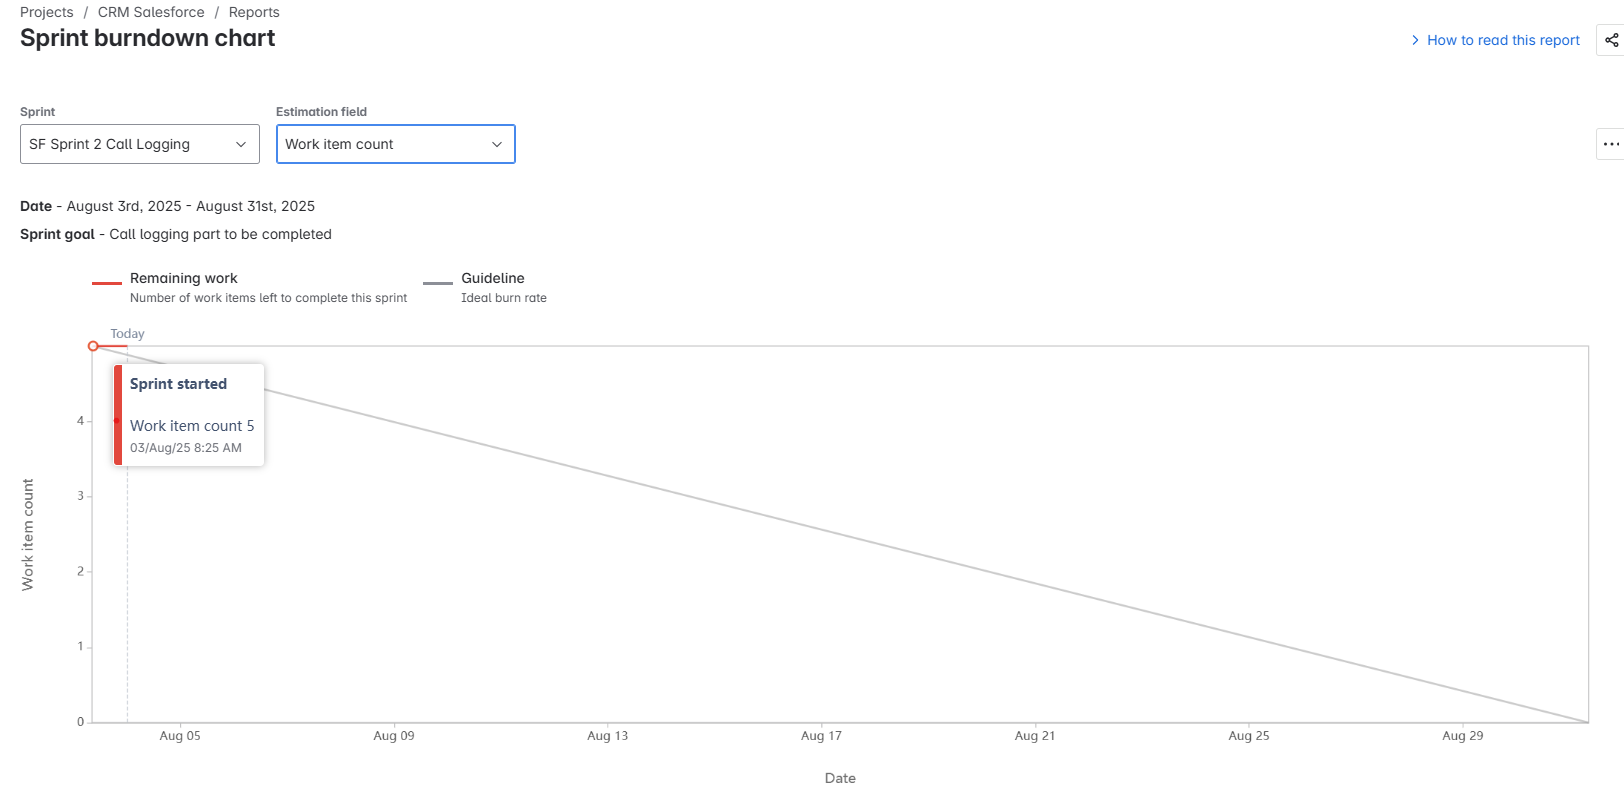 Projects / CRM Salesforce / Reports
Sprint burndown chart
How to read this report
Sprint
Estimation field
SF Sprint 2 Call Logging
Work item count
Date - August 3rd, 2025 - August 31st, 2025
Sprint goal - Call logging part to be completed
Remaining work
Number of work items left to complete this sprint
Guideline
Ideal burn rate
Today
Sprint started
Work item count 5
03/Aug/25 8:25 AM
Work item count
4
3
2
1
0
Aug 05
Aug 09
Aug 13
Aug 17
Aug 21
Aug 25
Aug 29
Date